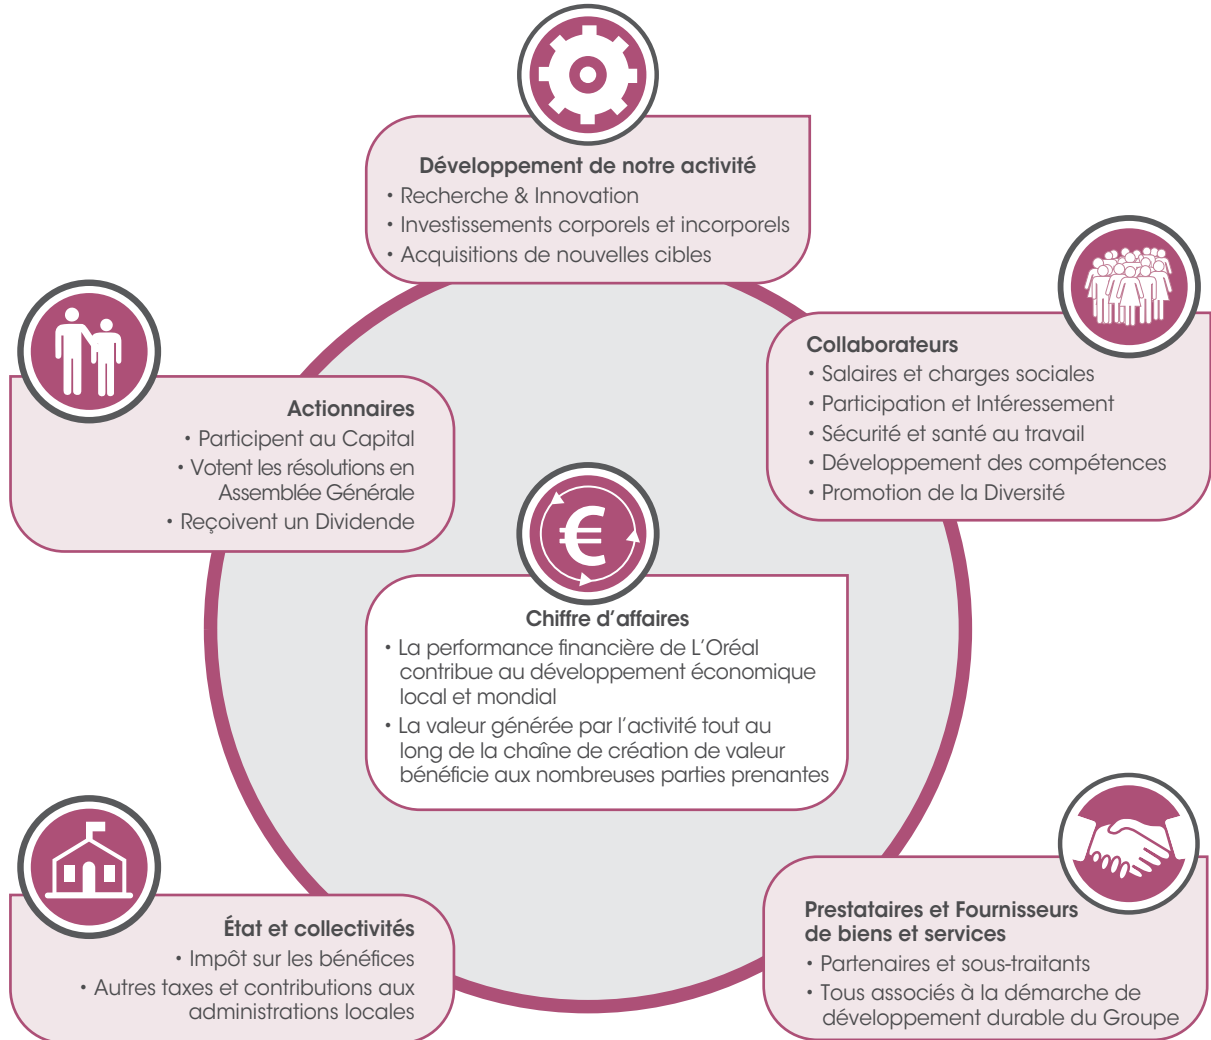 Développement de notre activité
• Recherche & Innovation
• Investissements corporels et incorporels
• Acquisitions de nouvelles cibles
Collaborateurs
• Salaires et charges sociales
• Participation et Intéressement
• Sécurité et santé au travail
• Développement des compétences
• Promotion de la Diversité
Actionnaires
• Participent au Capital
• Votent les résolutions en
Assemblée Générale
• Reçoivent un Dividende
€
Chiffre d’affaires
• La performance financière de L’Oréal
contribue au développement économique
local et mondial
• La valeur générée par l’activité tout au
long de la chaîne de création de valeur
bénéficie aux nombreuses parties prenantes
État et collectivités
• Impôt sur les bénéfices
• Autres taxes et contributions aux
administrations locales
Prestataires et Fournisseurs
de biens et services
• Partenaires et sous-traitants
• Tous associés à la démarche de
développement durable du Groupe